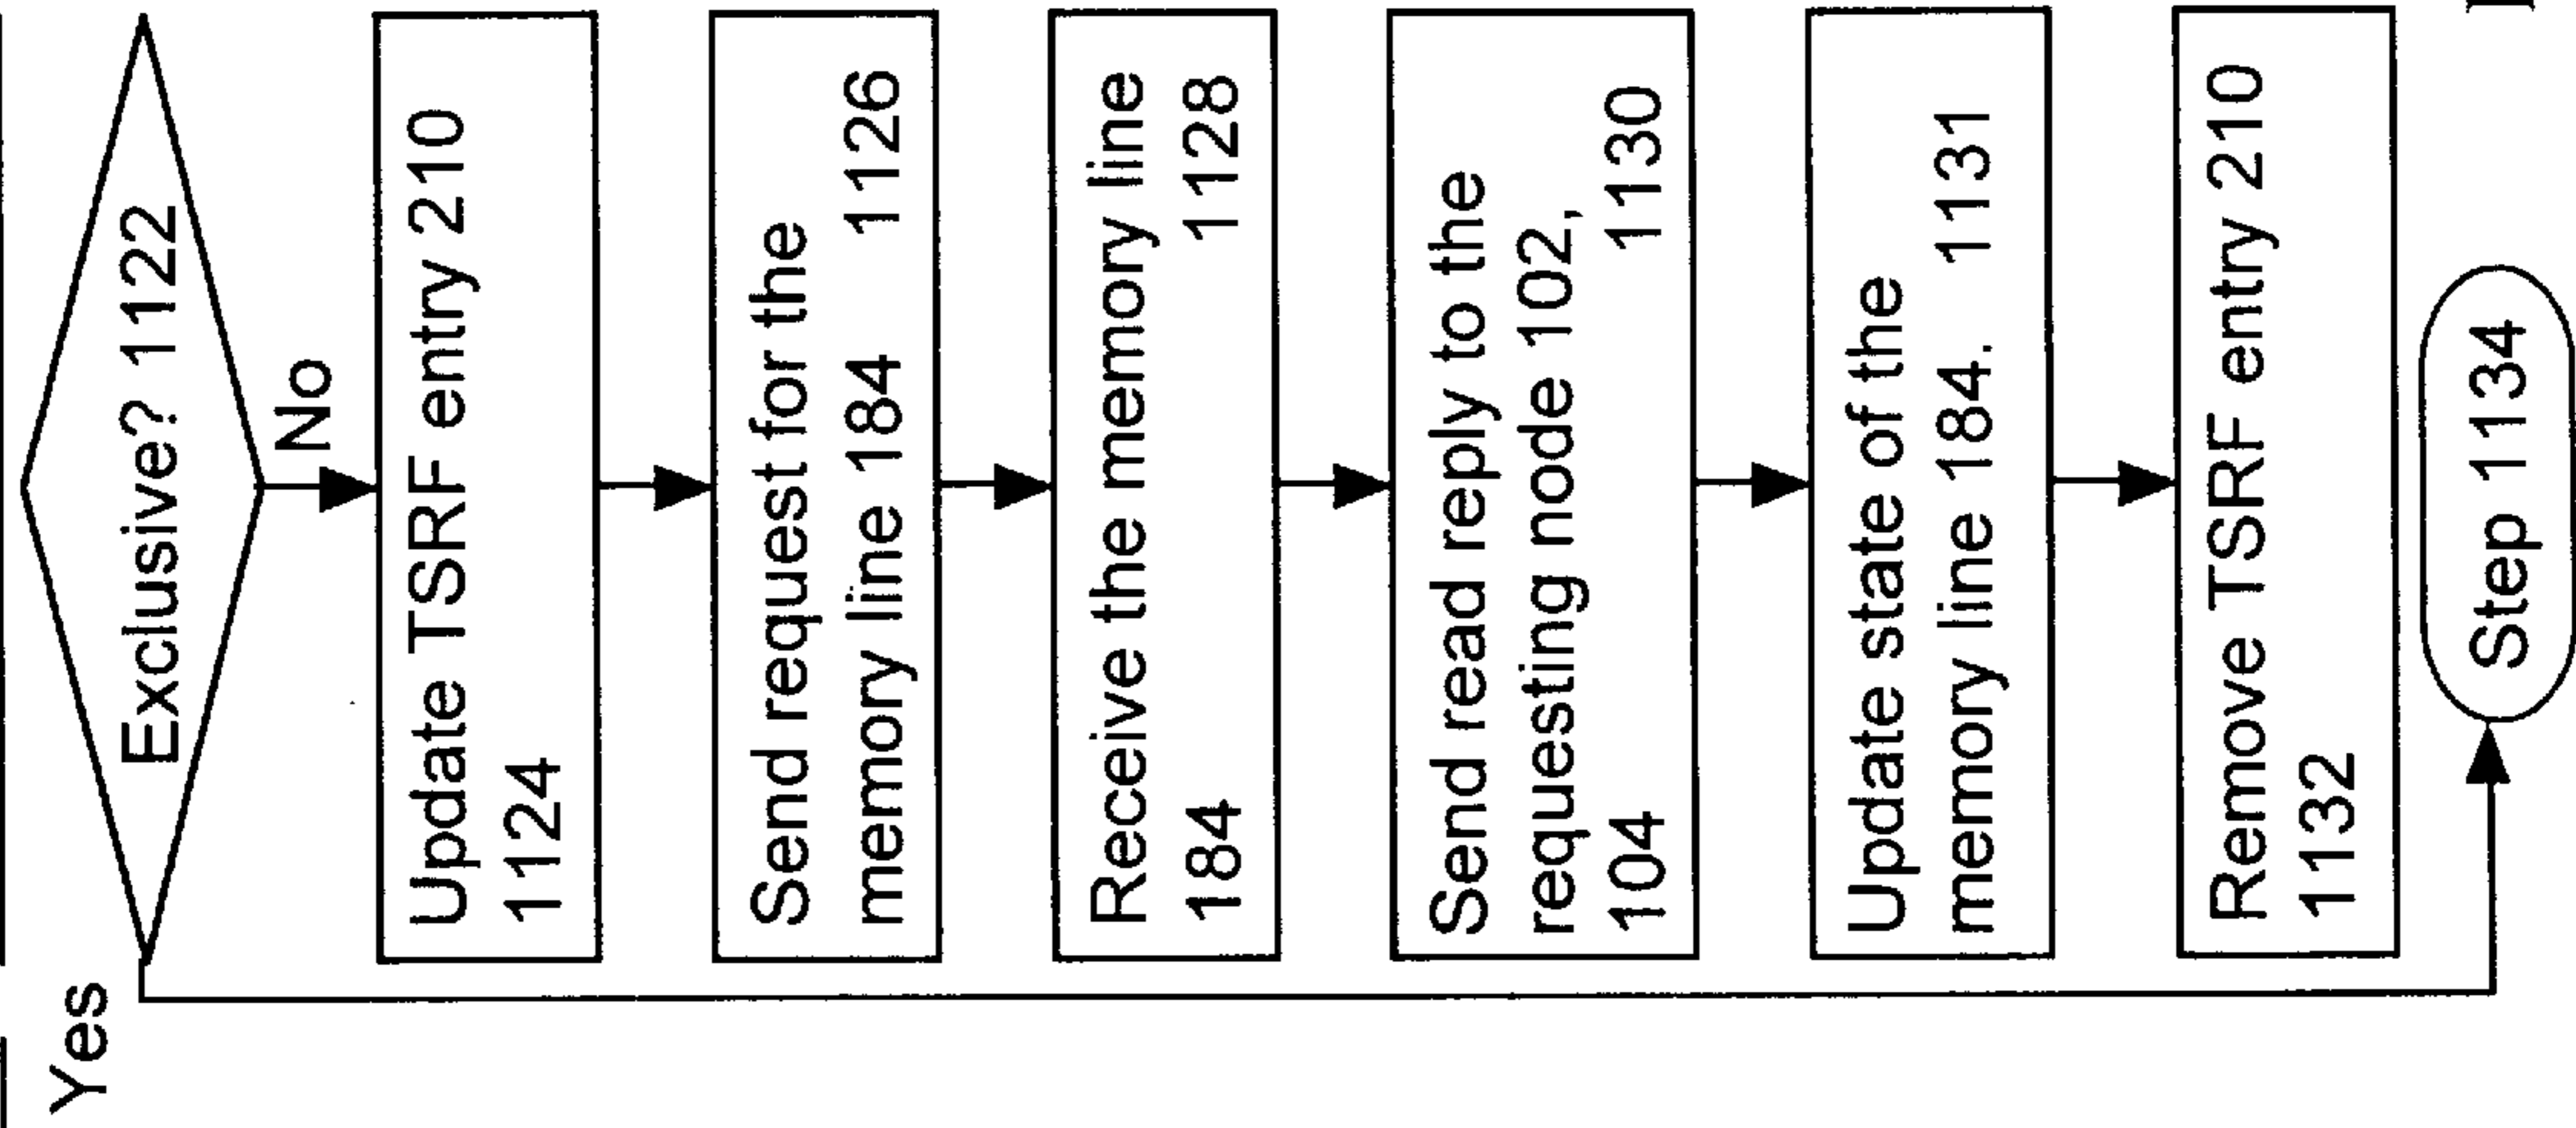 Yes
Exclusive? 1122
No
Update TSRF entry 210
1124
Send request for the
memory line 184 1126
Receive the memory line
184 1128
Send read reply to the
requesting node 102,
104 1130
Update state of the
memory line 184. 1131
Remove TSRF entry 210
1132
Step 1134